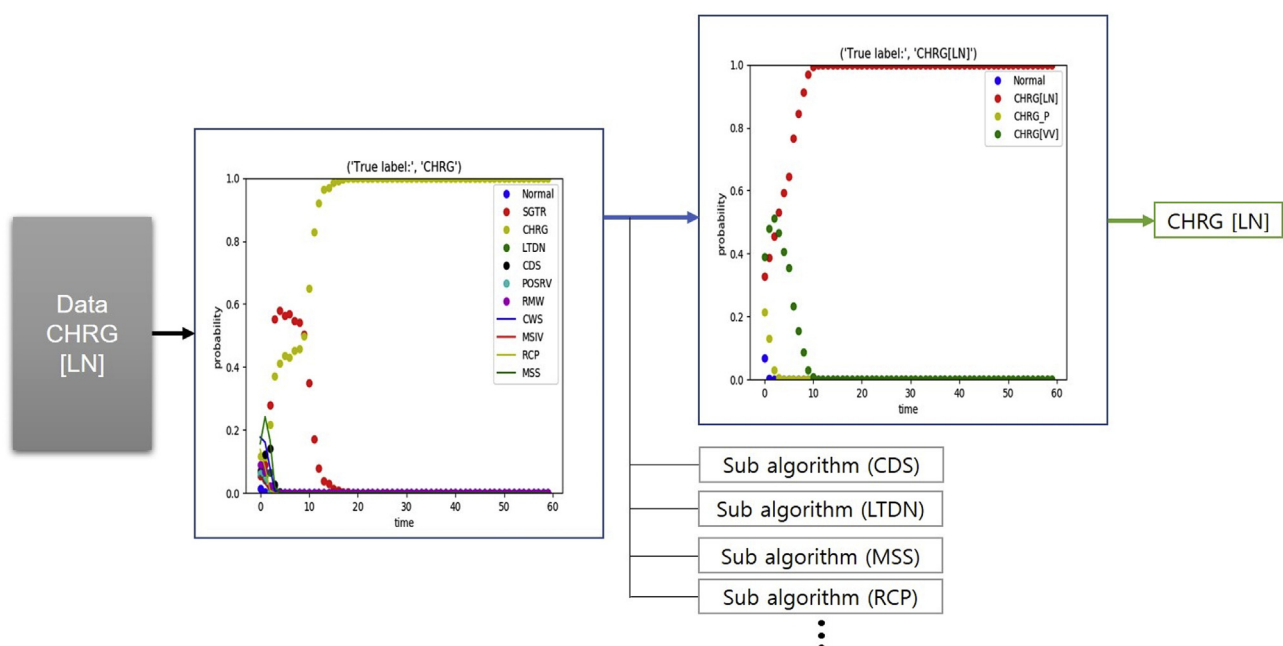 Data
CHRG
[LN]
('True label:', 'CHRG')
probability
1.0
0.8
0.6
0.4
0.2
0.0
0 10 20 30 40 50 60
time
Normal
SGTR
CHRG
LTDN
CDS
POSRV
RMW
CWS
MSIV
RCP
MSS
('True label:', 'CHRG[LN]')
probability
1.0
0.8
0.6
0.4
0.2
0.0
0 10 20 30 40 50 60
time
Normal
CHRG[LN]
CHRG_P
CHRG[VV]
CHRG [LN]
Sub algorithm (CDS)
Sub algorithm (LTDN)
Sub algorithm (MSS)
Sub algorithm (RCP)